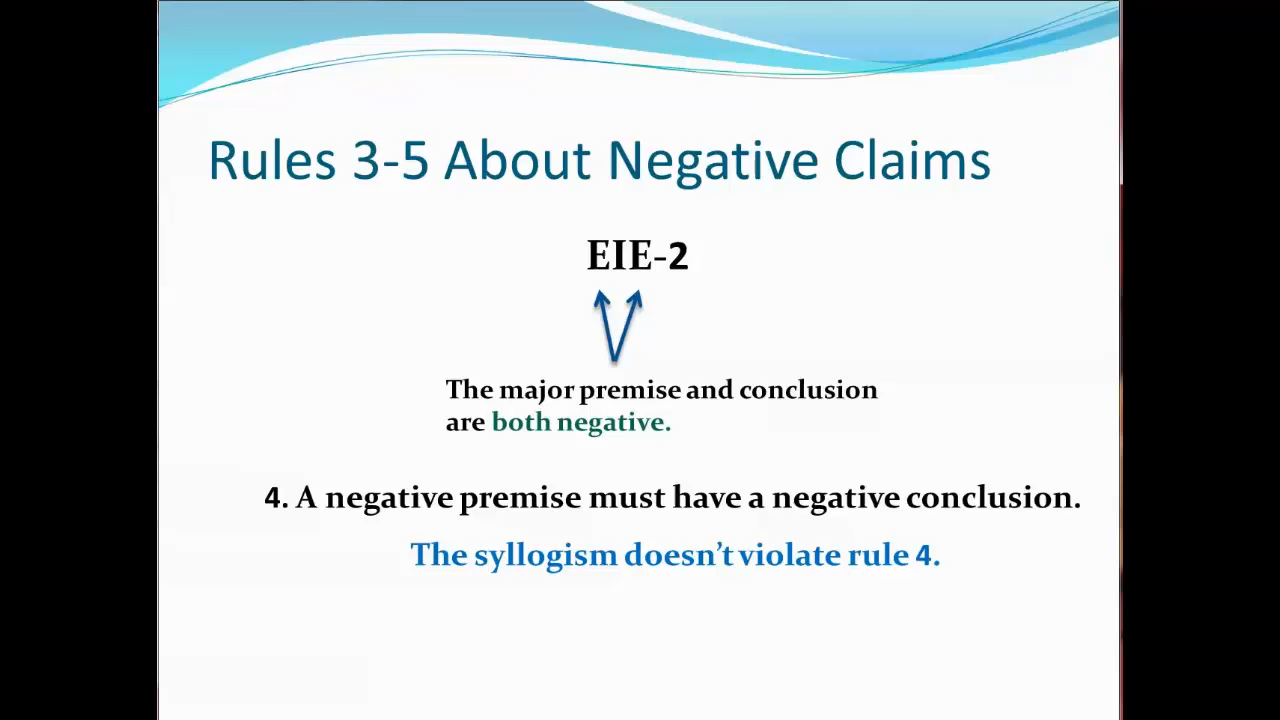 Rules 3-5 About Negative Claims
EIE-2
The major premise and conclusion
are both negative.
4. A negative premise must have a negative conclusion.
The syllogism doesn’t violate rule 4.